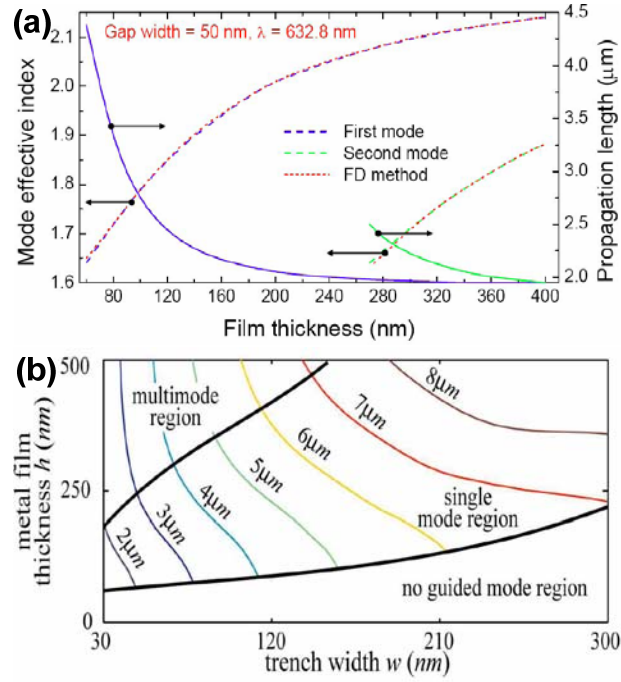 (a)
Gap width = 50 nm, λ = 632.8 nm
Mode effective index
2.1
2.0
1.9
1.8
1.7
1.6
4.5
4.0
3.5
3.0
2.5
2.0
Propagation length (μm)
First mode
Second mode
FD method
80 120 160 200 240 280 320 360 400
Film thickness (nm)
(b)
metal film
thickness h (nm)
500
250
0
multimode
region
2μm
3μm
4μm
5μm
6μm
7μm
8μm
single
mode region
no guided mode region
30 120 210 300
trench width w (nm)